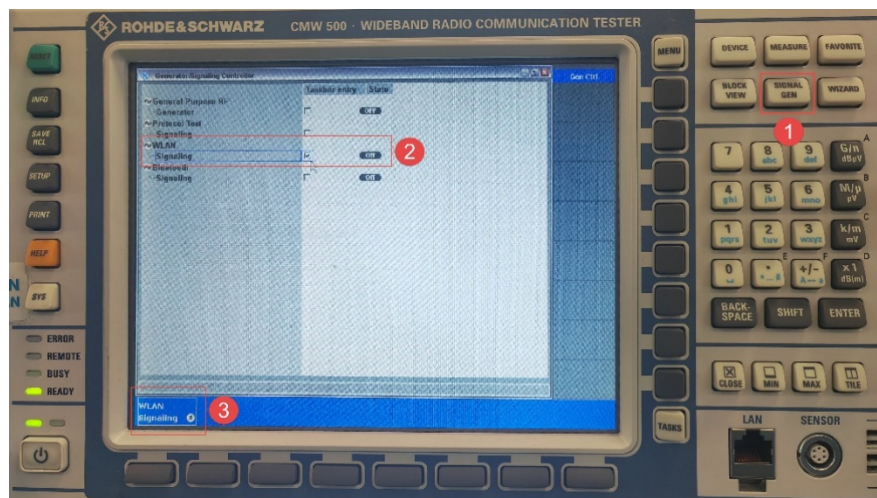 ROHDE&SCHWARZ CMW 500 · WIDEBAND RADIO COMMUNICATION TESTER
RESET
INFO
SAVE
RCL
SETUP
PRINT
HELP
SYS
N
N
ERROR
REMOTE
BUSY
READY
Generator/Signaling Controller
Taskbar entry State
General Purpose RF
Generator OFF
Protocol Test
Signaling
WLAN
Signaling Off
Bluetooth
Signaling Off
2
Gen Ctrl
WLAN
Signaling
3
MENU
TASKS
DEVICE MEASURE FAVORITE
BLOCK
VIEW
SIGNAL
GEN
WIZARD
1
7 8 abc 9 def G/n dBµV A
4 ghi 5 jkl 6 mno M/µ µV B
1 pqrs 2 tuv 3 wxyz k/m mV C
0 . +/- x1 dB(m) D
E F
BACK-
SPACE
SHIFT ENTER
CLOSE MIN MAX TILE
LAN SENSOR